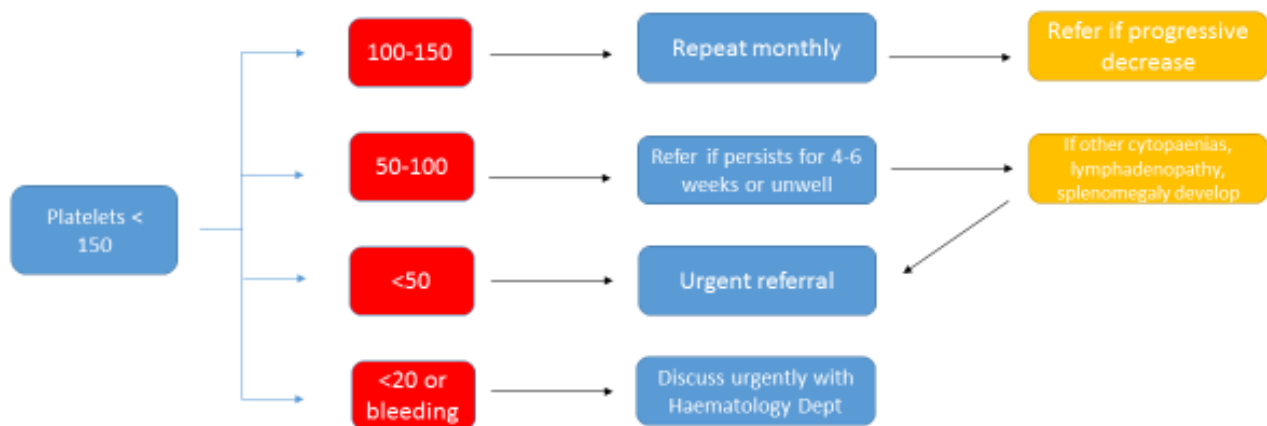 Platelets <
150
100-150
Repeat monthly
Refer if progressive
decrease
50-100
Refer if persists for 4-6
weeks or unwell
If other cytopaenias,
lymphadenopathy,
splenomegaly develop
<50
Urgent referral
<20 or
bleeding
Discuss urgently with
Haematology Dept